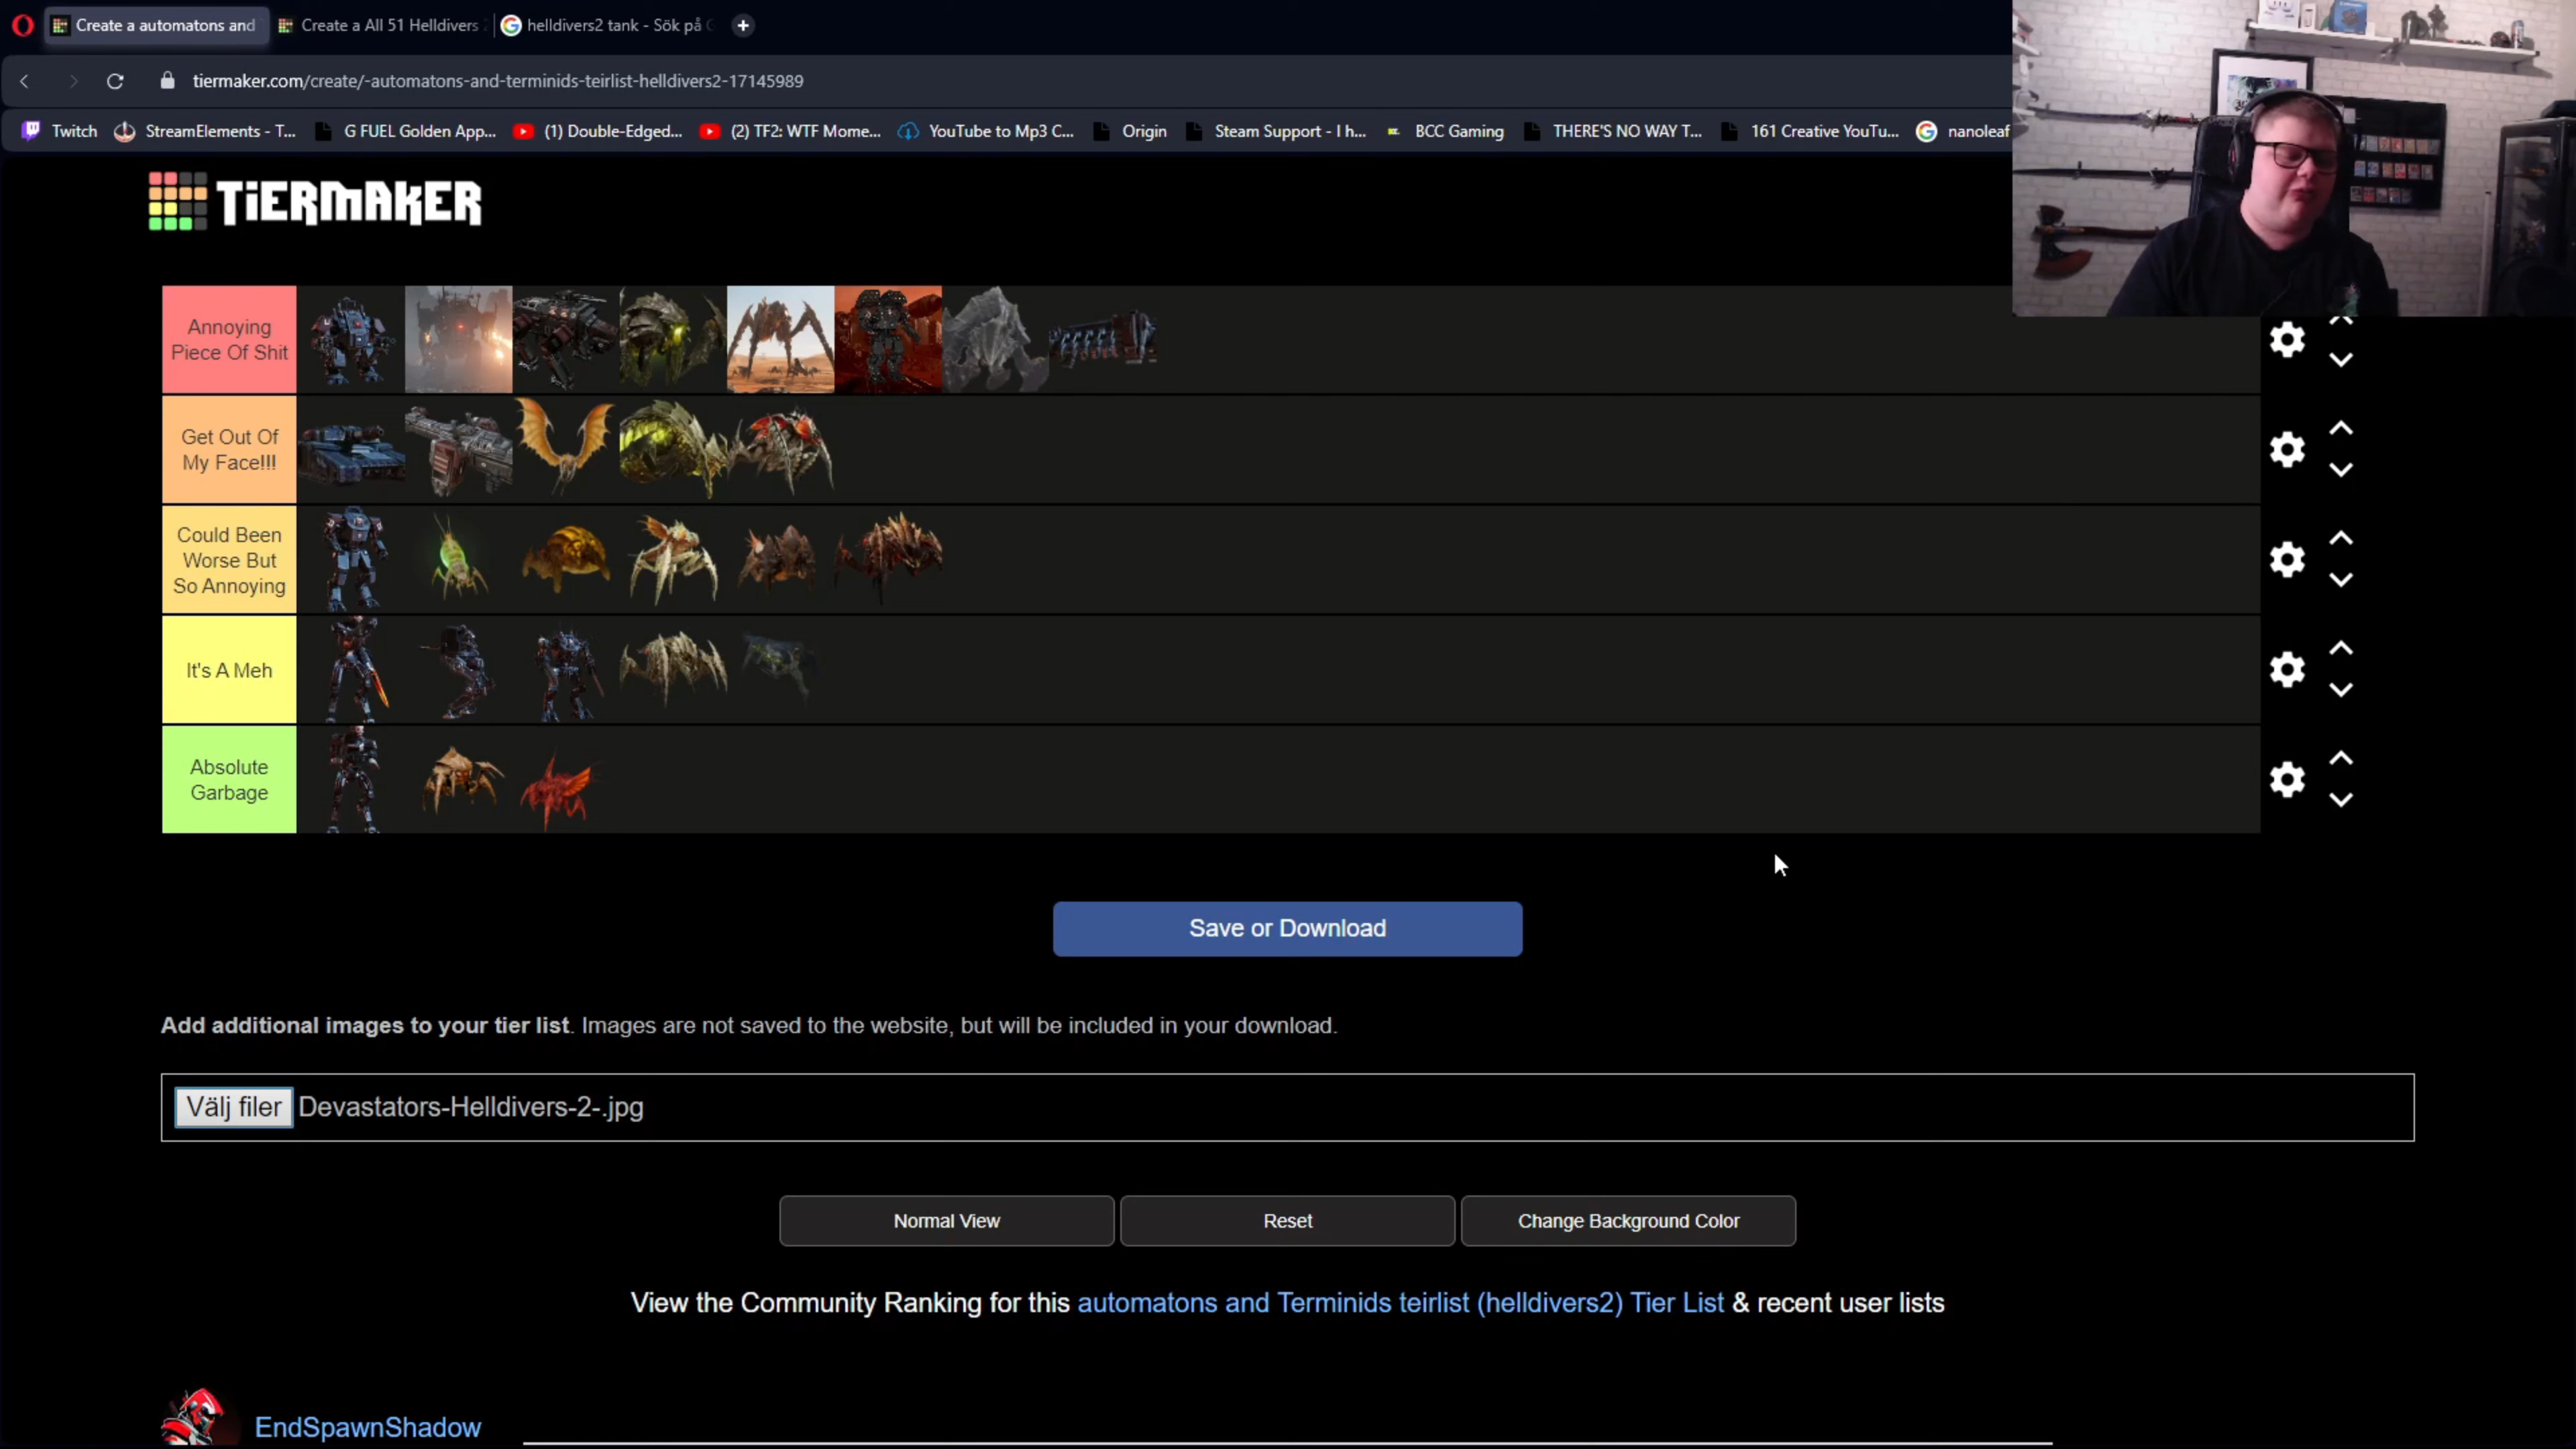 Create a automatons and
Create a All 51 Helldivers
helldivers2 tank - Sök på G
tiermaker.com/create/-automatons-and-terminids-teirlist-helldivers2-17145989
Twitch
StreamElements - T...
G FUEL Golden App...
(1) Double-Edged...
(2) TF2: WTF Mome...
YouTube to Mp3 C...
Origin
Steam Support - I h...
BCC Gaming
THERE'S NO WAY T...
161 Creative YouTu...
nanoleaf
TiERMAKER
Annoying
Piece Of Shit
Get Out Of
My Face!!!
Could Been
Worse But
So Annoying
It's A Meh
Absolute
Garbage
Save or Download
Add additional images to your tier list. Images are not saved to the website, but will be included in your download.
Välj filer Devastators-Helldivers-2-.jpg
Normal View
Reset
Change Background Color
View the Community Ranking for this automatons and Terminids teirlist (helldivers2) Tier List & recent user lists
EndSpawnShadow